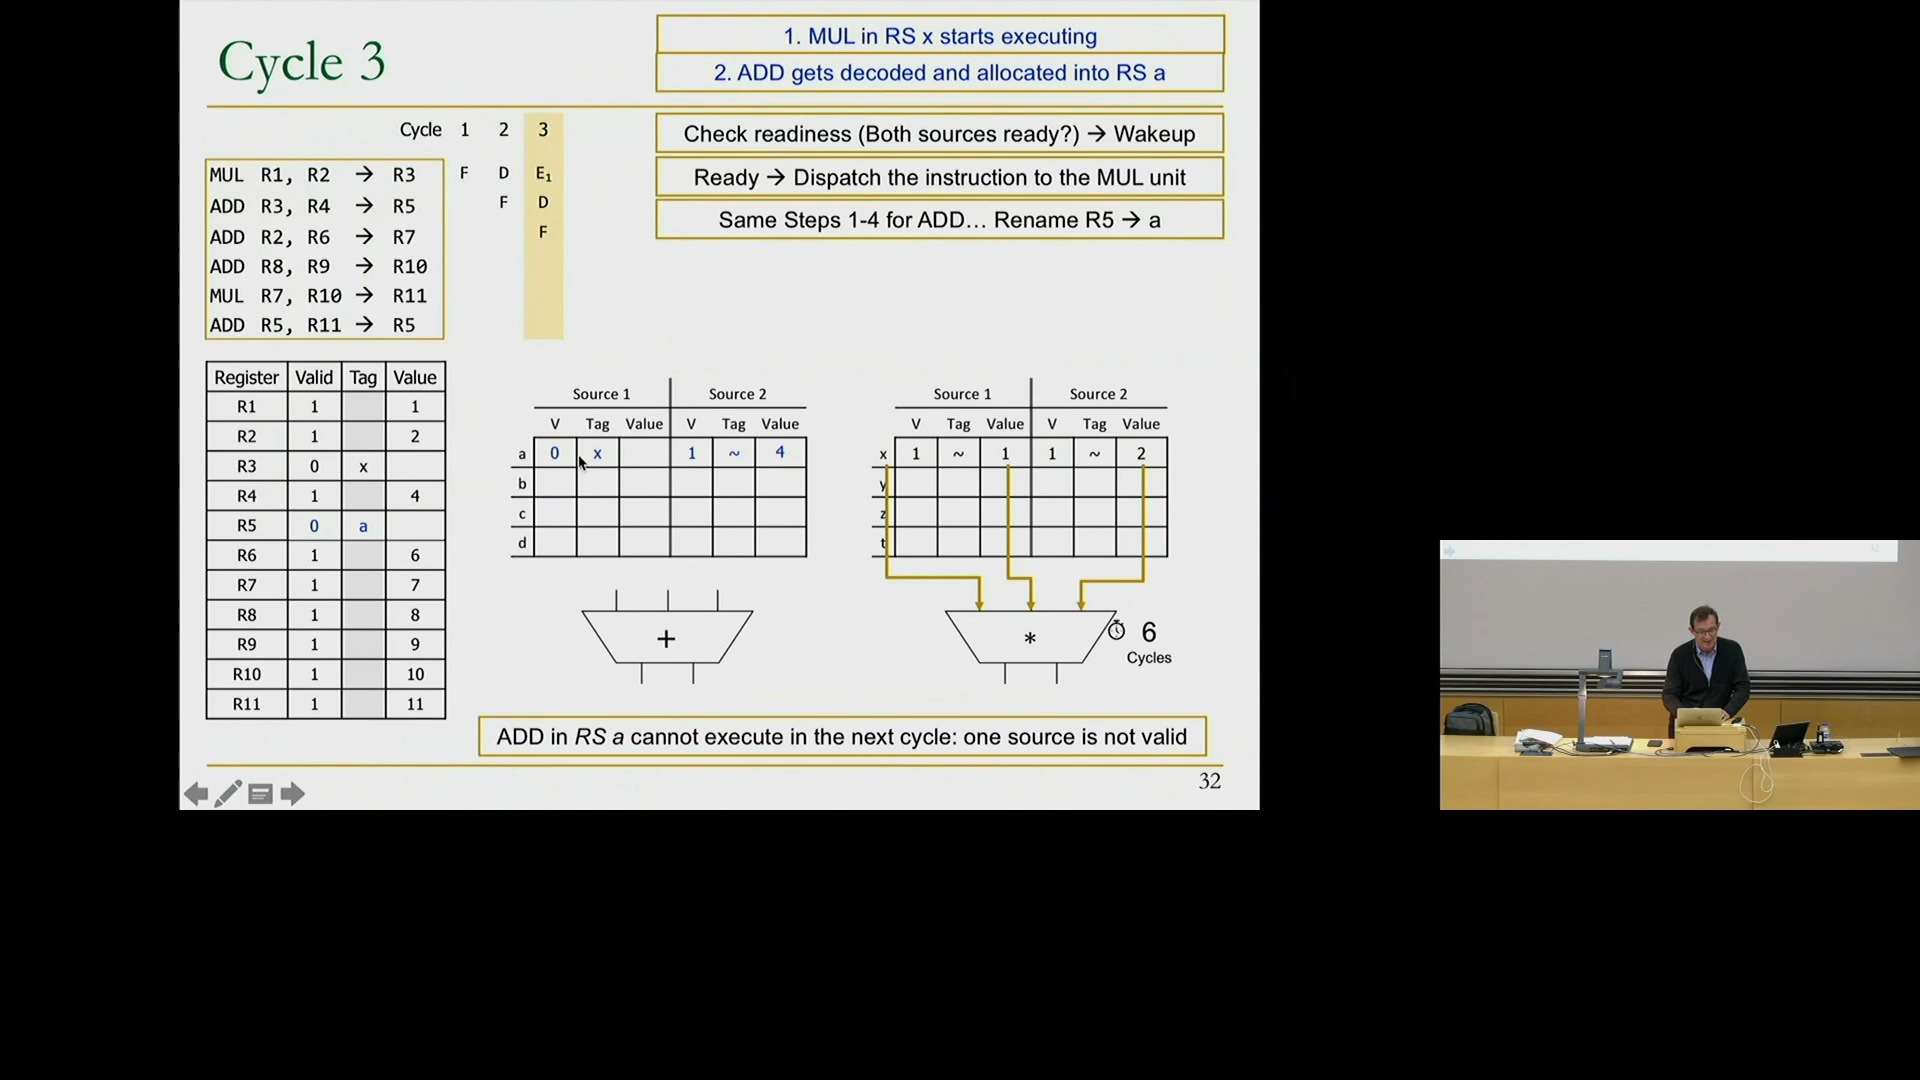 Cycle 3
1. MUL in RS x starts executing
2. ADD gets decoded and allocated into RS a
Check readiness (Both sources ready?) → Wakeup
Ready → Dispatch the instruction to the MUL unit
Same Steps 1-4 for ADD… Rename R5 → a
Cycle 1 2 3
MUL R1, R2 → R3 F D E₁
ADD R3, R4 → R5 F D
ADD R2, R6 → R7 F
ADD R8, R9 → R10
MUL R7, R10 → R11
ADD R5, R11 → R5
Register Valid Tag Value
R1 1 1
R2 1 2
R3 0 x
R4 1 4
R5 0 a
R6 1 6
R7 1 7
R8 1 8
R9 1 9
R10 1 10
R11 1 11
Source 1 Source 2
V Tag Value V Tag Value
a 0 x 1 ~ 4
b
c
d
+
Source 1 Source 2
V Tag Value V Tag Value
x 1 ~ 1 1 ~ 2
y
z
t
*
6
Cycles
ADD in RS a cannot execute in the next cycle: one source is not valid
32